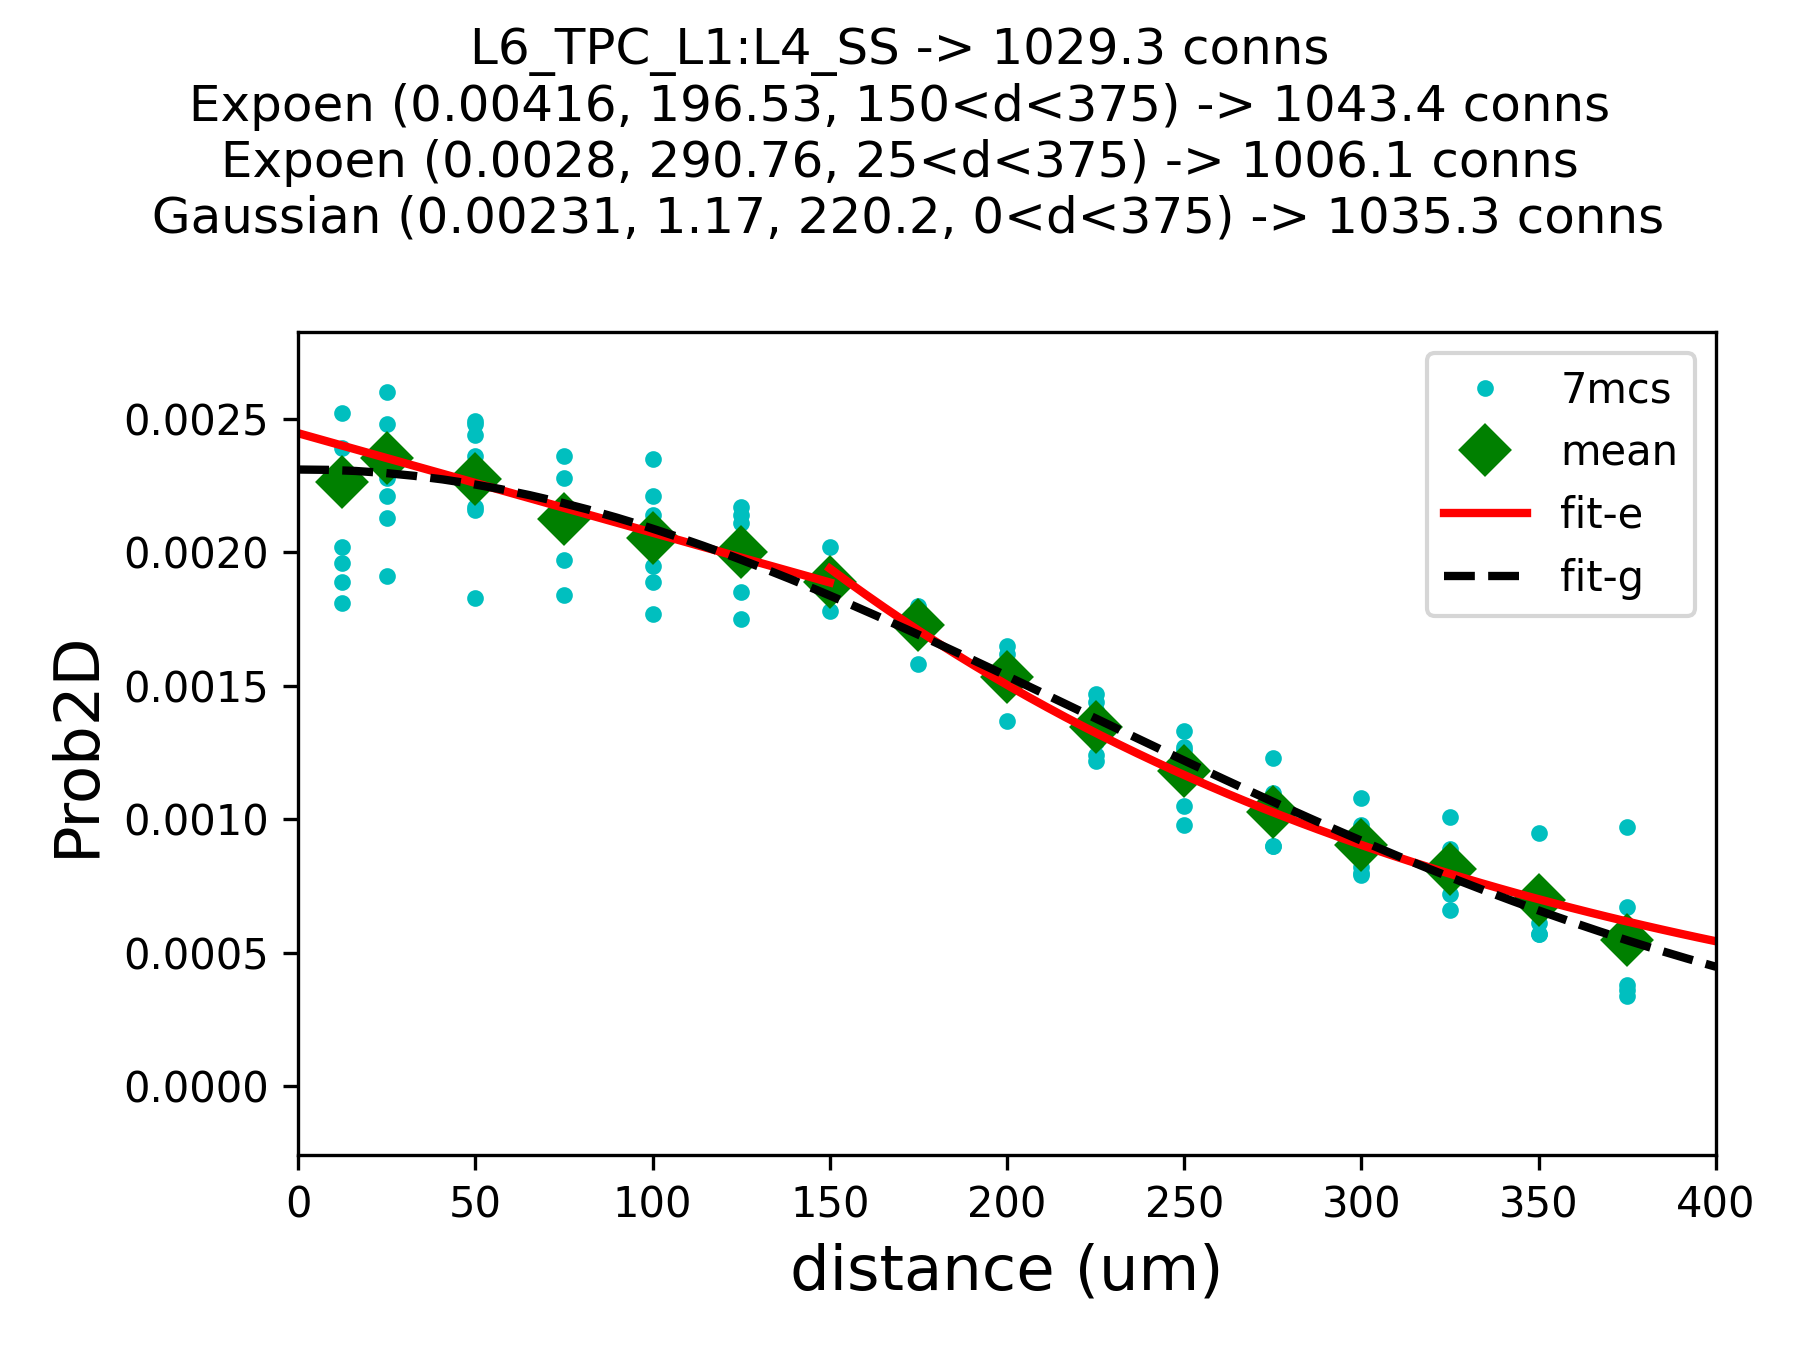 L6_TPC_L1:L4_SS -> 1029.3 conns
Expoen (0.00416, 196.53, 150<d<375) -> 1043.4 conns
Expoen (0.0028, 290.76, 25<d<375) -> 1006.1 conns
Gaussian (0.00231, 1.17, 220.2, 0<d<375) -> 1035.3 conns
7mcs
mean
fit-e
fit-g
Prob2D
0.0025
0.0020
0.0015
0.0010
0.0005
0.0000
0 50 100 150 200 250 300 350 400
distance (um)